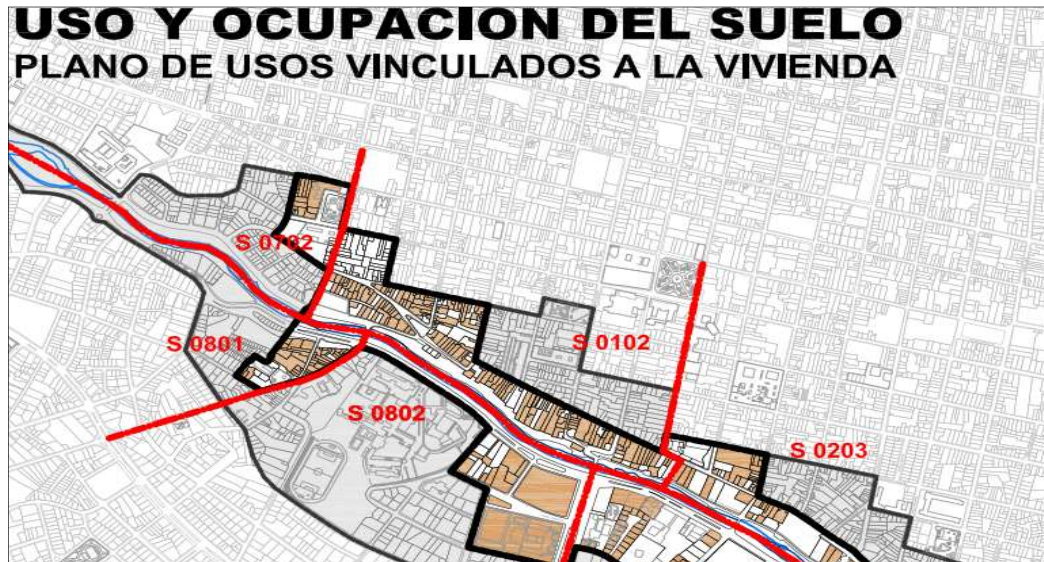 USO Y OCUPACION DEL SUELO
PLANO DE USOS VINCULADOS A LA VIVIENDA
S 0702
S 0801
S 0102
S 0802
S 0203